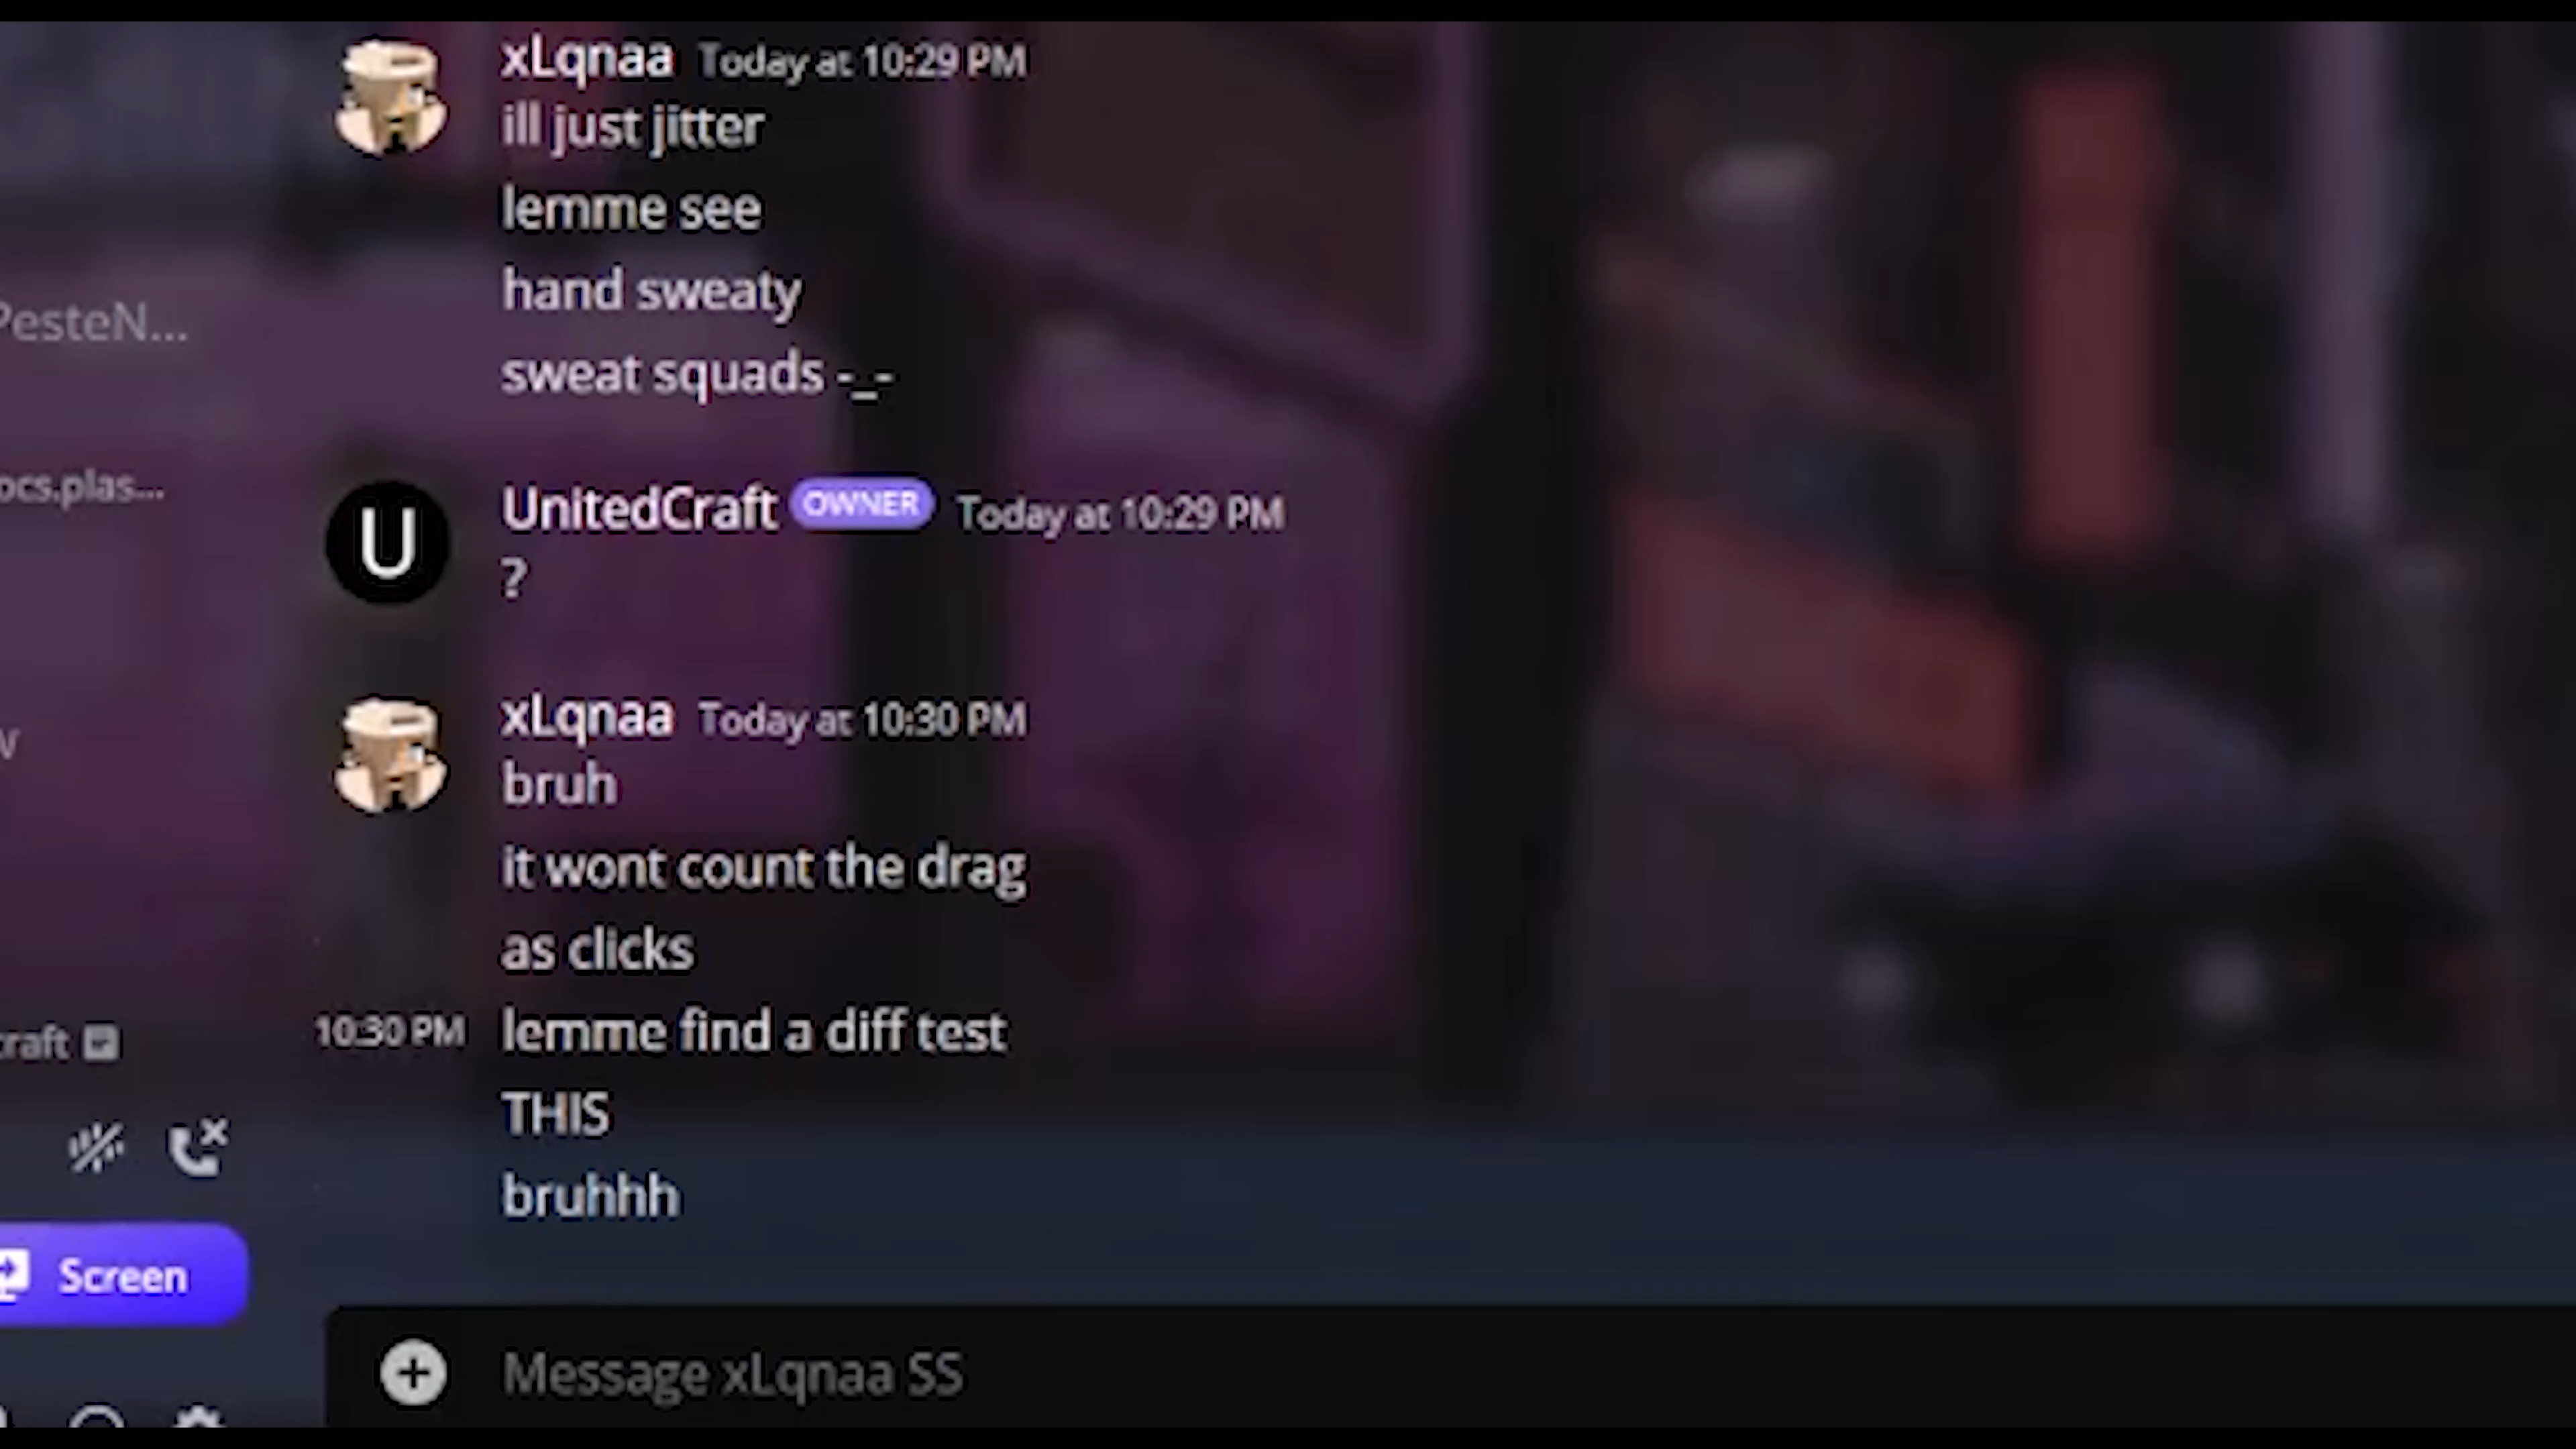 xLqnaa Today at 10:29 PM
ill just jitter
lemme see
hand sweaty
sweat squads -_-
PesteN...
ocs.plas...
U
UnitedCraft OWNER Today at 10:29 PM
?
xLqnaa Today at 10:30 PM
bruh
it wont count the drag
as clicks
10:30 PM lemme find a diff test
craft
THIS
bruhhh
Screen
Message xLqnaa SS